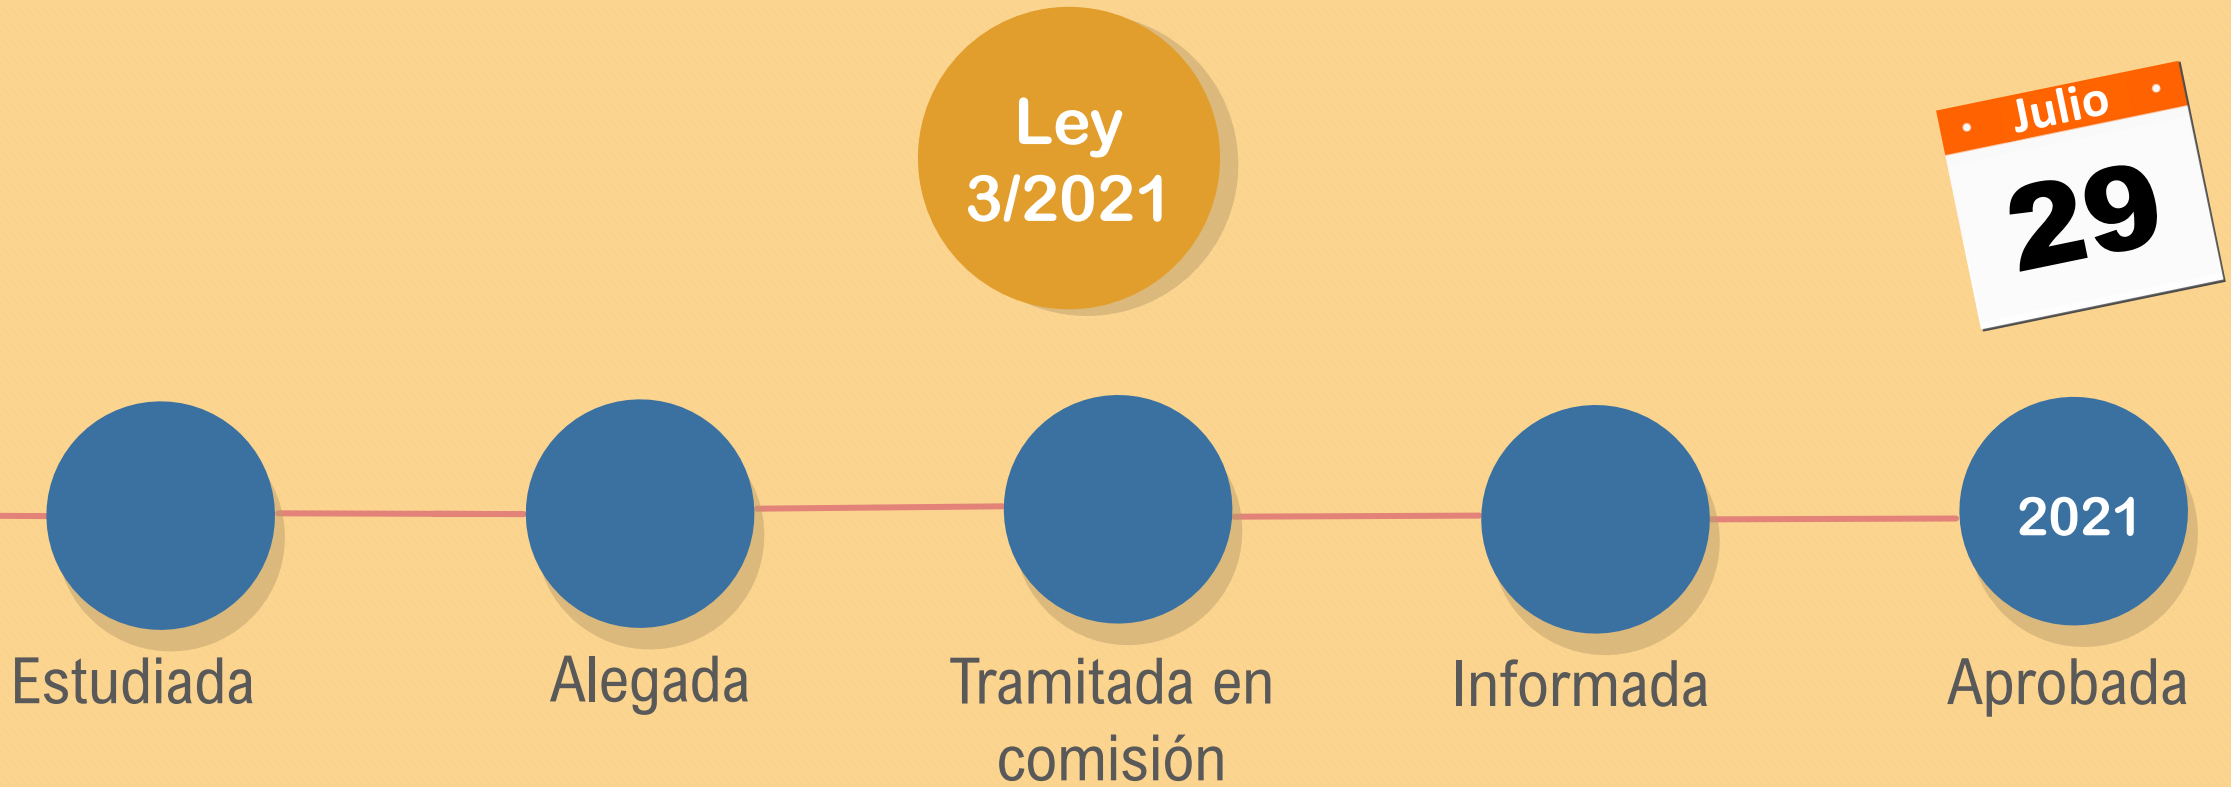 Ley
3/2021
Julio
29
2021
Estudiada
Alegada
Tramitada en
comisión
Informada
Aprobada